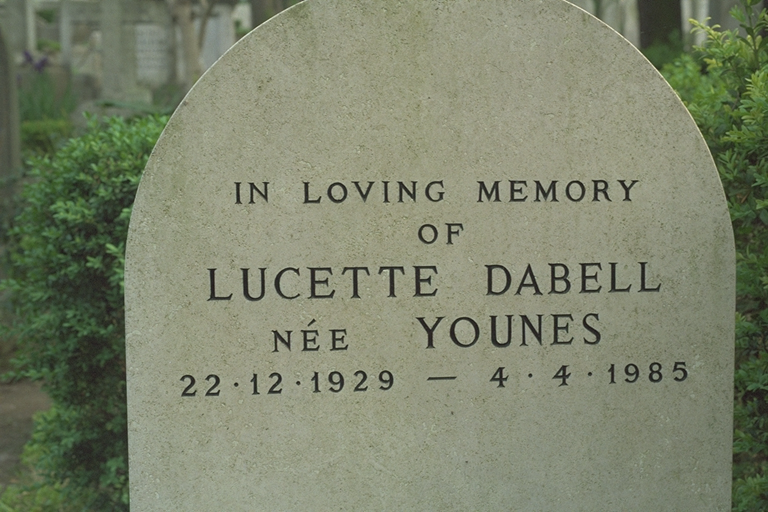 IN LOVING MEMORY
OF
LUCETTE DABELL
NÉE YOUNES
22·12·1929 — 4·4·1985